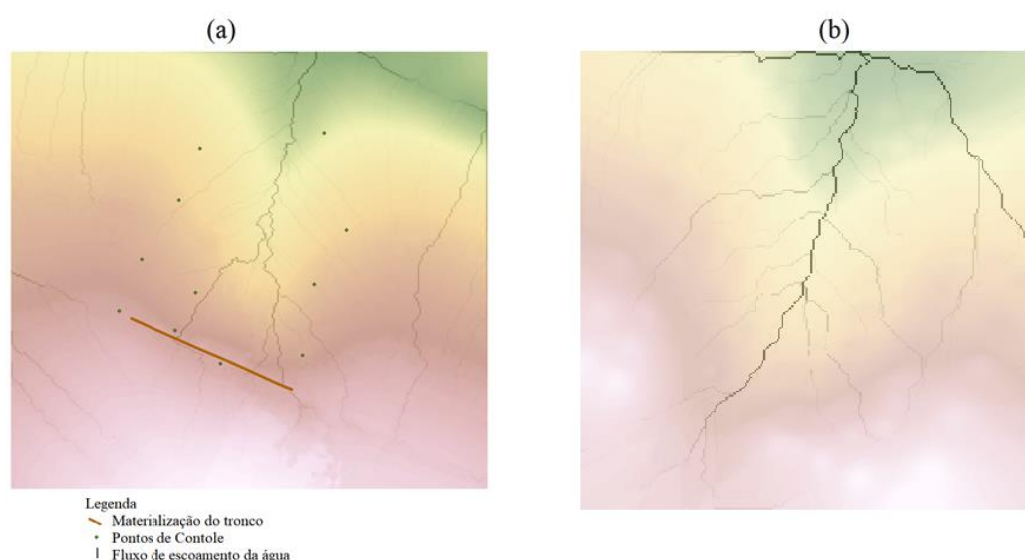 (a)
(b)
Legenda
Materialização do tronco
Pontos de Contole
Fluxo de escoamento da água